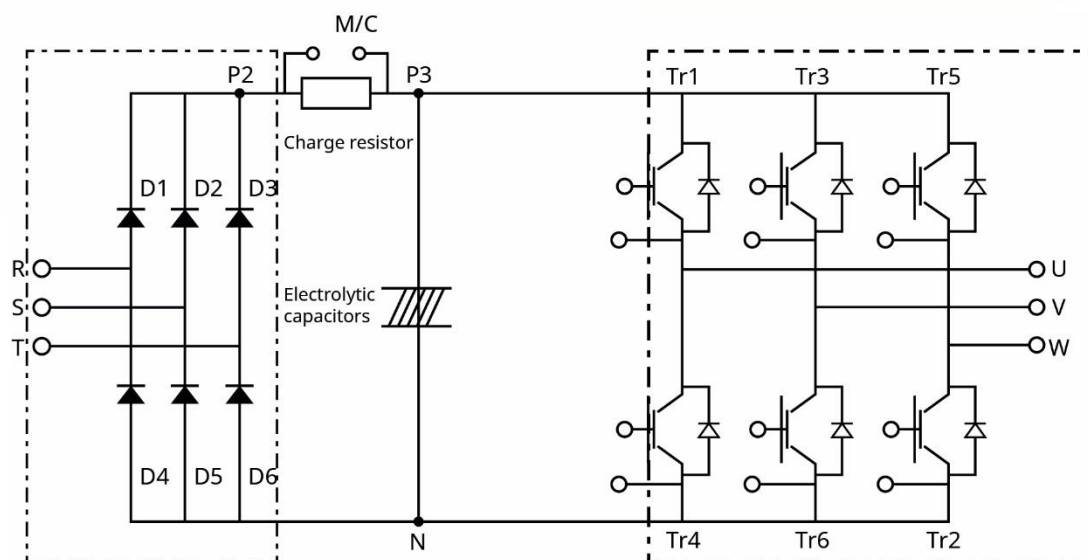 M/C
P2
P3
Tr1
Tr3
Tr5
Charge resistor
D1
D2
D3
R
S
T
Electrolytic
capacitors
U
V
W
D4
D5
D6
N
Tr4
Tr6
Tr2